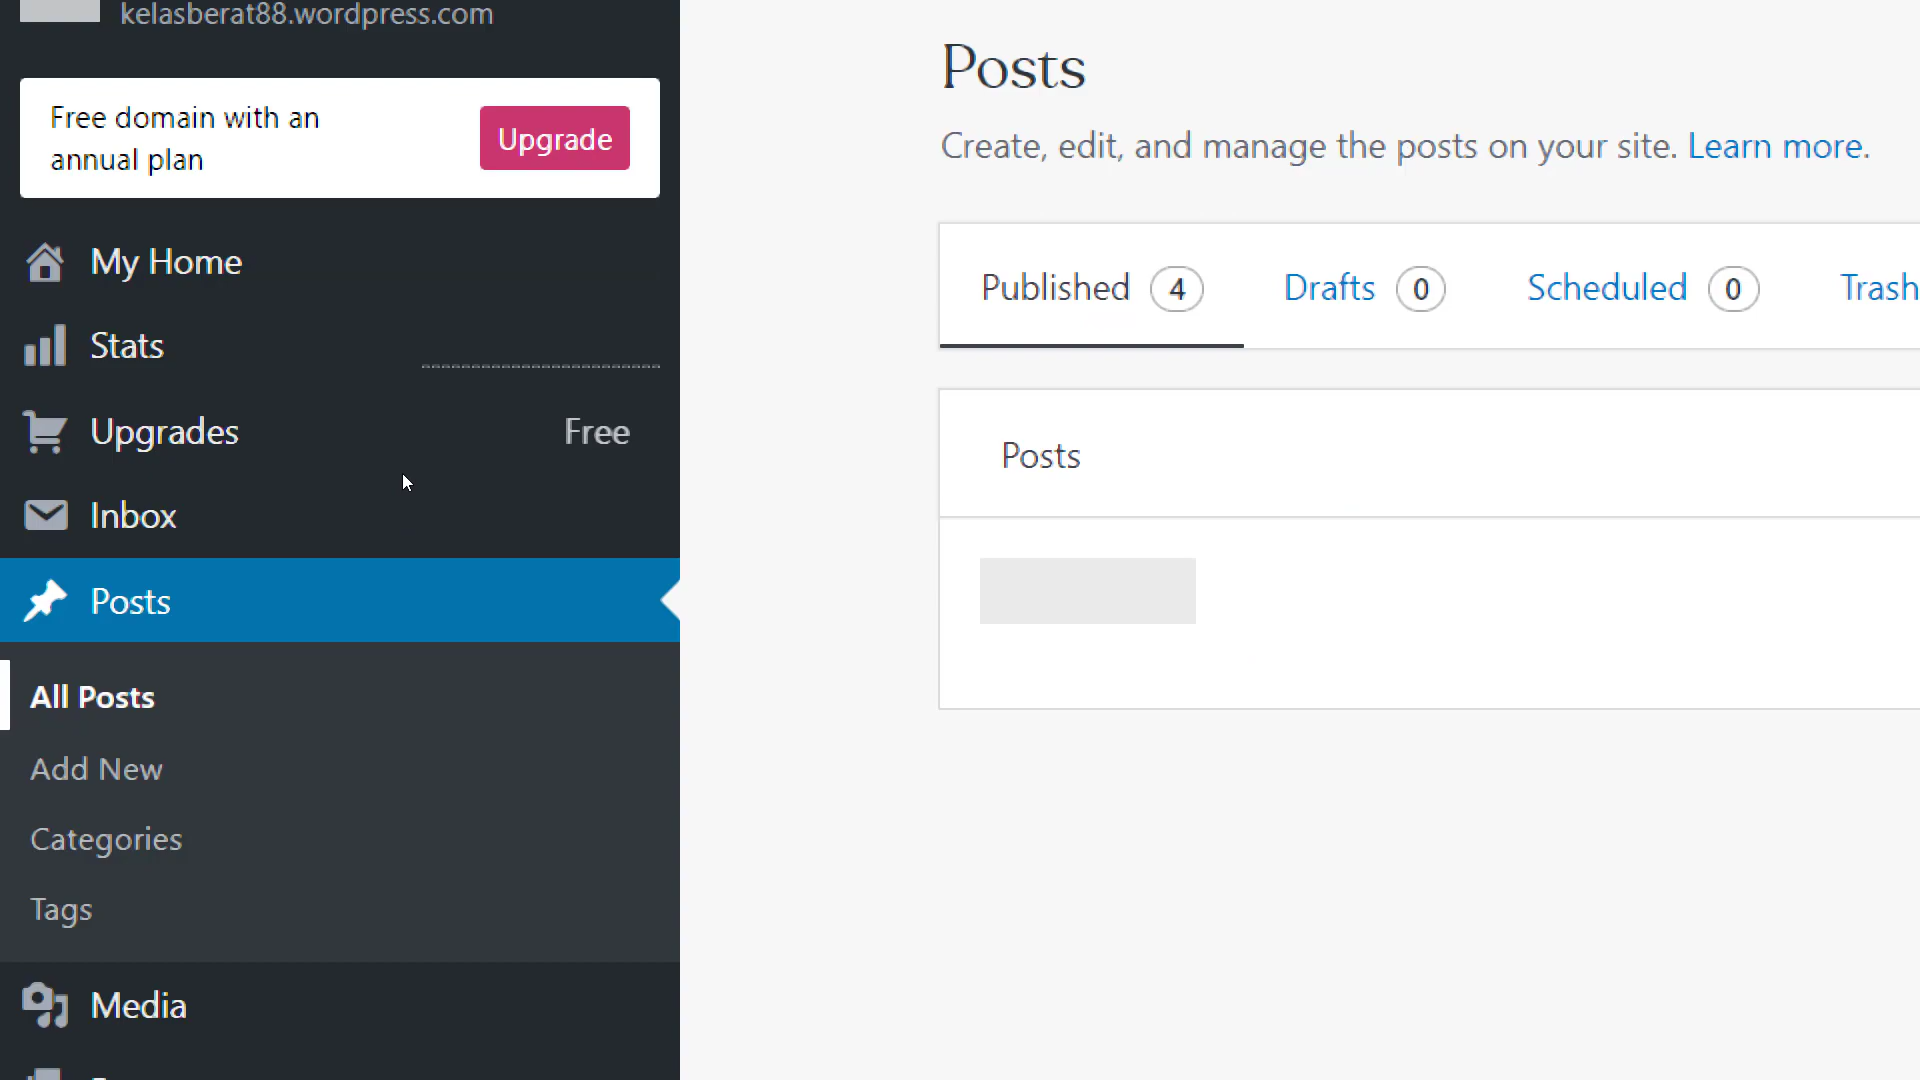 kelasberat88.wordpress.com
Free domain with an
annual plan
Upgrade
My Home
Stats
Upgrades
Free
Inbox
Posts
All Posts
Add New
Categories
Tags
Media
Posts
Create, edit, and manage the posts on your site. Learn more.
Published 4
Drafts 0
Scheduled 0
Trash
Posts